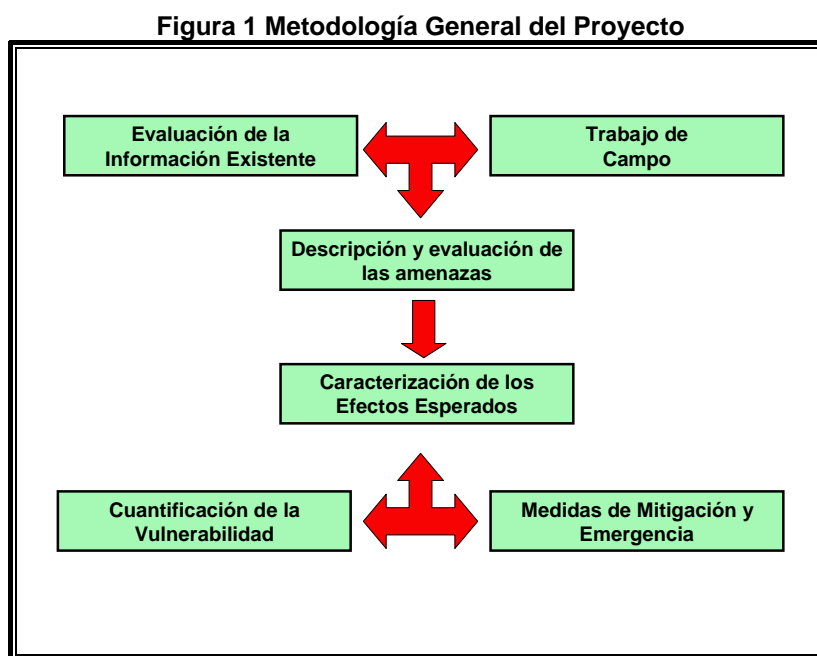 Figura 1 Metodología General del Proyecto
Evaluación de la
Información Existente
Trabajo de
Campo
Descripción y evaluación de
las amenazas
Caracterización de los
Efectos Esperados
Cuantificación de la
Vulnerabilidad
Medidas de Mitigación y
Emergencia